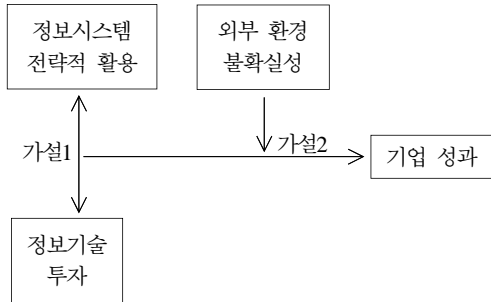 정보시스템
전략적 활용
외부 환경
불확실성
가설1
가설2
기업 성과
정보기술
투자